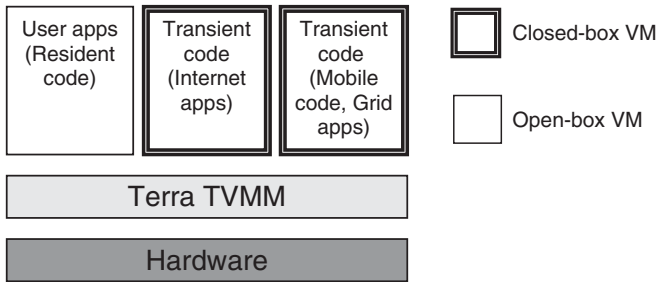 User apps
(Resident
code)
Transient
code
(Internet
apps)
Transient
code
(Mobile
code, Grid
apps)
Closed-box VM
Open-box VM
Terra TVMM
Hardware